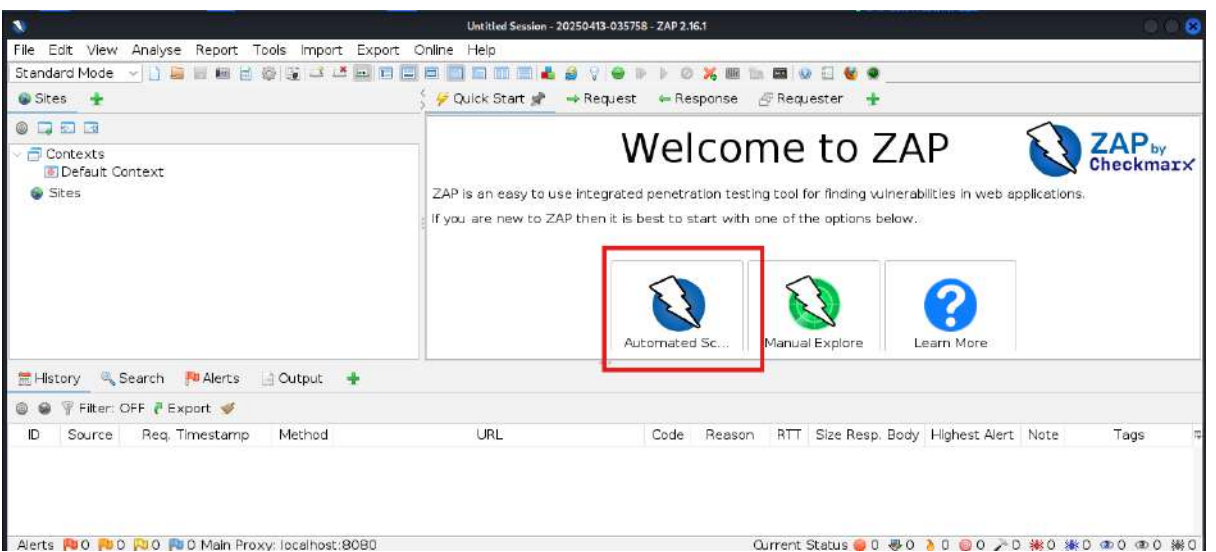 Untitled Session - 20250413-035758 - ZAP 2.16.1
File Edit View Analyse Report Tools Import Export Online Help
Standard Mode
Sites
Quick Start Request Response Requester
Contexts
Default Context
Sites
Welcome to ZAP
ZAP by
Checkmarx
ZAP is an easy to use integrated penetration testing tool for finding vulnerabilities in web applications.
If you are new to ZAP then it is best to start with one of the options below.
Automated Sc... Manual Explore Learn More
History Search Alerts Output
Filter: OFF Export
ID Source Req. Timestamp Method URL Code Reason RTT Size Resp. Body Highest Alert Note Tags
Alerts 0 0 0 0 Main Proxy: localhost:8080 Current Status 0 0 0 0 0 0 0 0 0 0